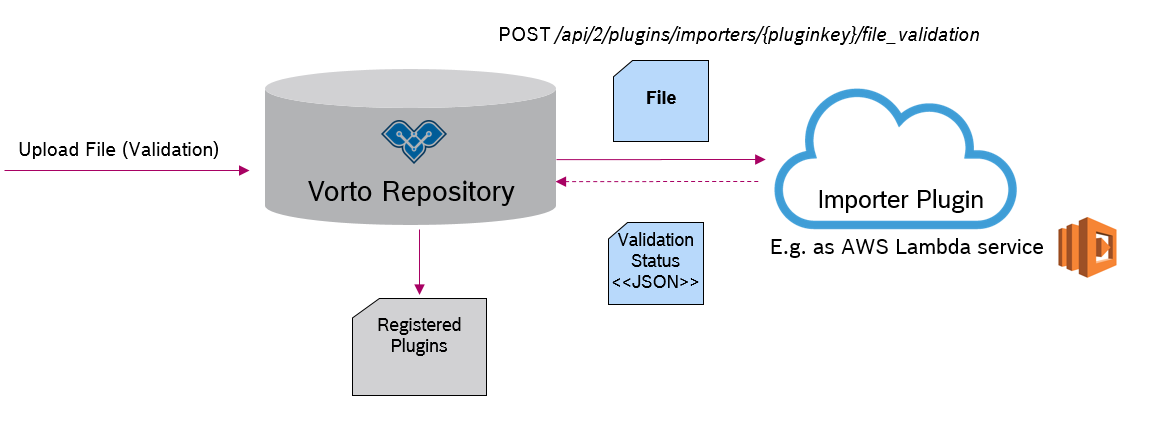 POST /api/2/plugins/importers/{pluginkey}/file_validation
File
Upload File (Validation)
Vorto Repository
Importer Plugin
E.g. as AWS Lambda service
Validation
Status
<<JSON>>
Registered
Plugins